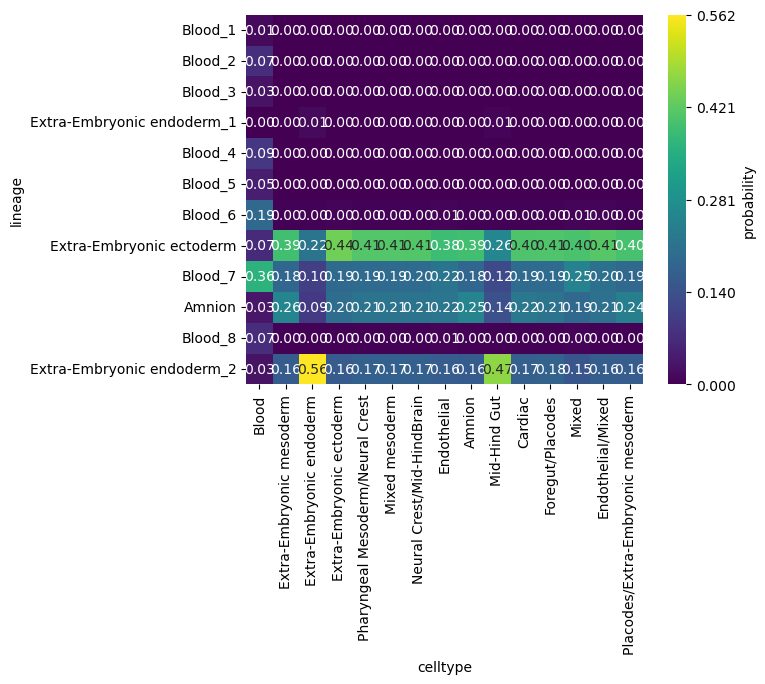 Blood_1 0.01 0.00 0.00 0.00 0.00 0.00 0.00 0.00 0.00 0.00 0.00 0.00 0.00 0.00 0.00
Blood_2 0.07 0.00 0.00 0.00 0.00 0.00 0.00 0.00 0.00 0.00 0.00 0.00 0.00 0.00 0.00
Blood_3 0.03 0.00 0.00 0.00 0.00 0.00 0.00 0.00 0.00 0.00 0.00 0.00 0.00 0.00 0.00
Extra-Embryonic endoderm_1 0.00 0.00 0.01 0.00 0.00 0.00 0.00 0.00 0.00 0.01 0.00 0.00 0.00 0.00 0.00
Blood_4 0.09 0.00 0.00 0.00 0.00 0.00 0.00 0.00 0.00 0.00 0.00 0.00 0.00 0.00 0.00
Blood_5 0.05 0.00 0.00 0.00 0.00 0.00 0.00 0.00 0.00 0.00 0.00 0.00 0.00 0.00 0.00
Blood_6 0.19 0.00 0.00 0.00 0.00 0.00 0.00 0.01 0.00 0.00 0.00 0.00 0.01 0.00 0.00
Extra-Embryonic ectoderm 0.07 0.39 0.22 0.44 0.41 0.41 0.41 0.38 0.39 0.26 0.40 0.41 0.40 0.41 0.40
Blood_7 0.36 0.18 0.10 0.19 0.19 0.19 0.20 0.22 0.18 0.12 0.19 0.19 0.25 0.20 0.19
Amnion 0.03 0.26 0.09 0.20 0.21 0.21 0.21 0.22 0.25 0.14 0.22 0.21 0.19 0.21 0.24
Blood_8 0.07 0.00 0.00 0.00 0.00 0.00 0.00 0.01 0.00 0.00 0.00 0.00 0.00 0.00 0.00
Extra-Embryonic endoderm_2 0.03 0.16 0.56 0.16 0.17 0.17 0.17 0.16 0.16 0.47 0.17 0.18 0.15 0.16 0.16
lineage
Blood
Extra-Embryonic mesoderm
Extra-Embryonic endoderm
Extra-Embryonic ectoderm
Pharyngeal Mesoderm/Neural Crest
Mixed mesoderm
Neural Crest/Mid-HindBrain
Endothelial
Amnion
Mid-Hind Gut
Cardiac
Foregut/Placodes
Mixed
Endothelial/Mixed
Placodes/Extra-Embryonic mesoderm
celltype
0.562
0.421
0.281
0.140
0.000
probability